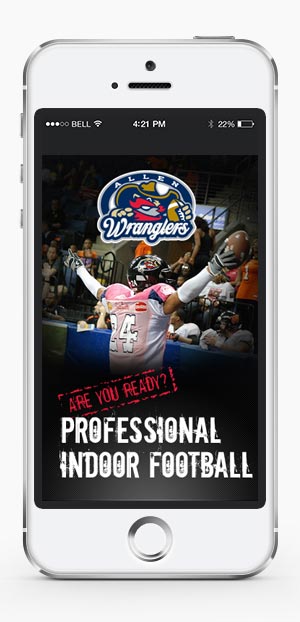 BELL
4:21 PM
22%
ALLEN
Wranglers
24
ARE YOU READY?!
PROFESSIONAL
INDOOR FOOTBALL